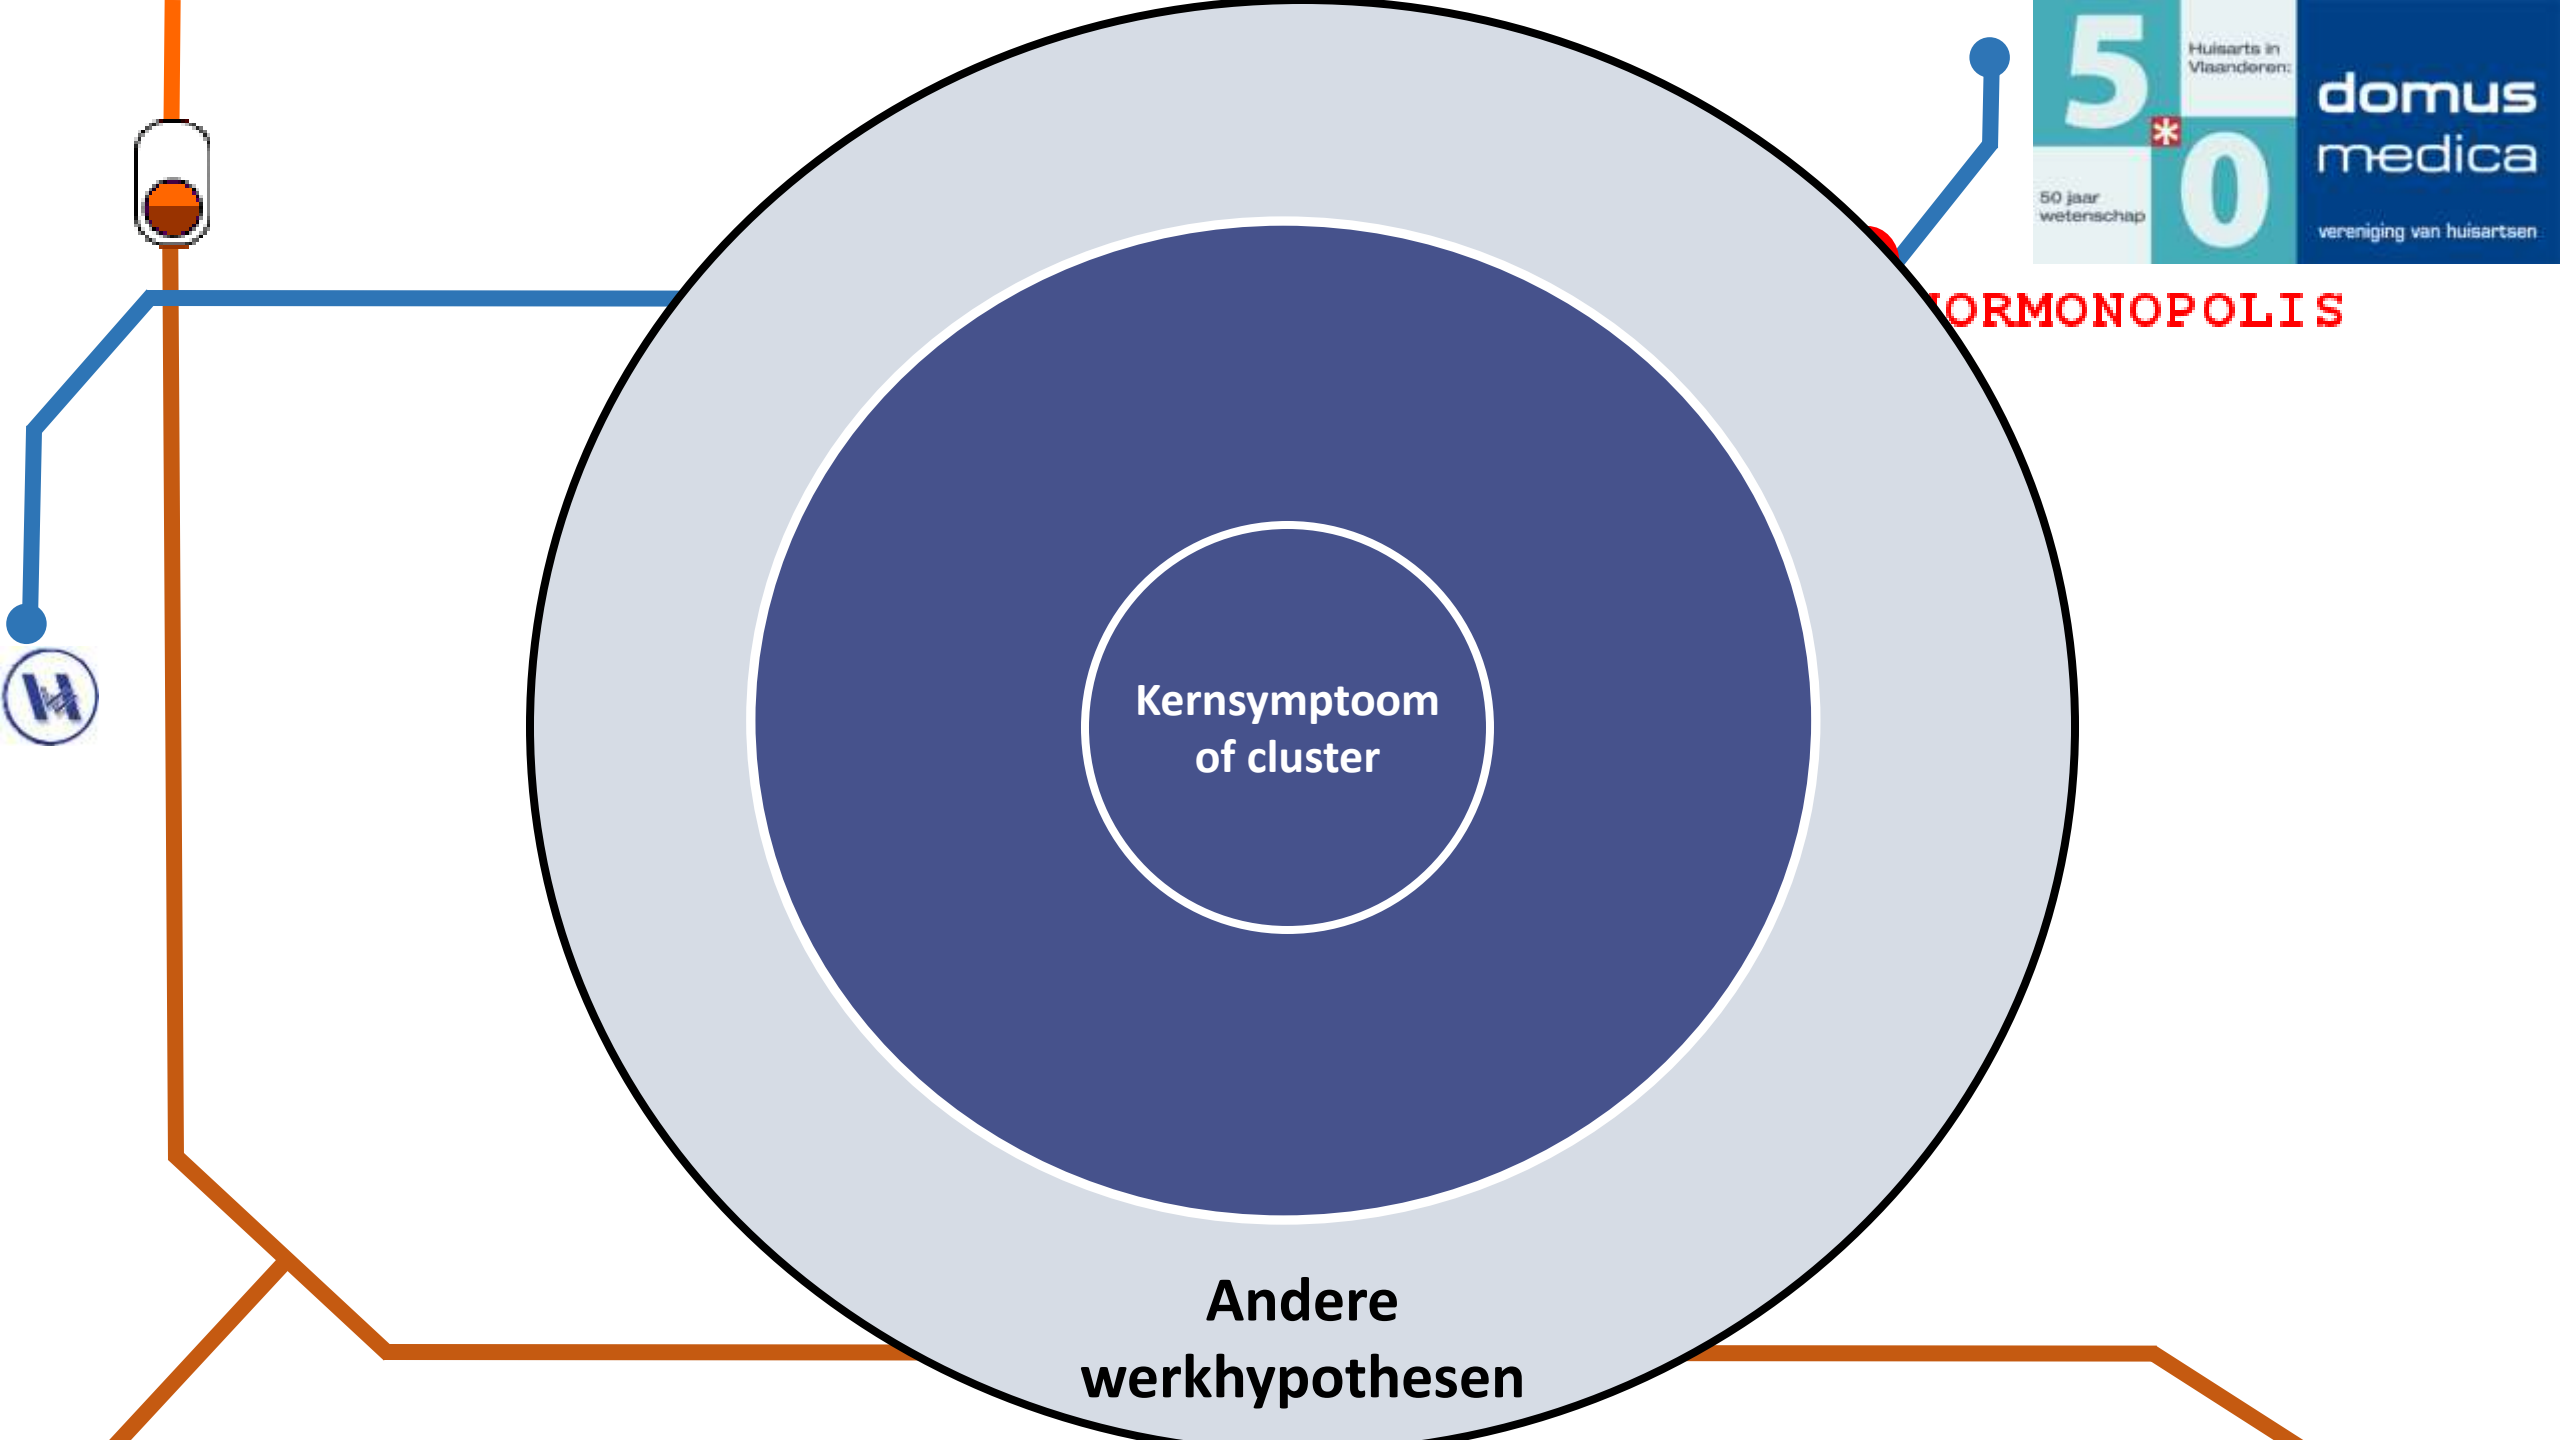 5*0
Huisarts in
Vlaanderen:
50 jaar
wetenschap
domus
medica
vereniging van huisartsen
ORMONOPOLIS
Kernsymptoom
of cluster
Andere
werkhypothesen